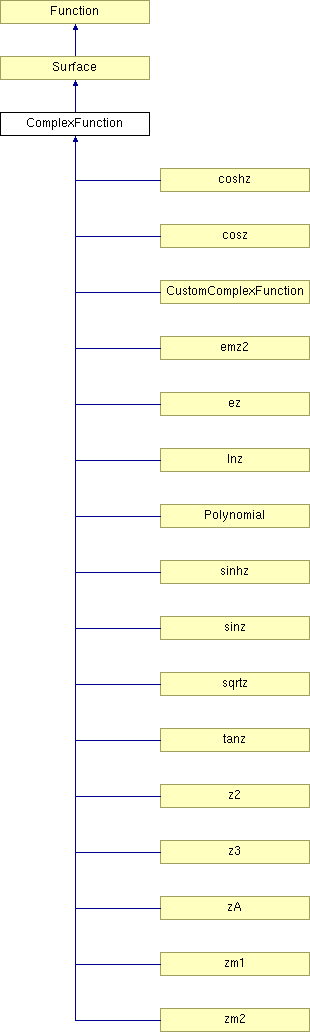 Function
Surface
ComplexFunction
coshz
cosz
CustomComplexFunction
emz2
ez
lnz
Polynomial
sinhz
sinz
sqrtz
tanz
z2
z3
zA
zm1
zm2